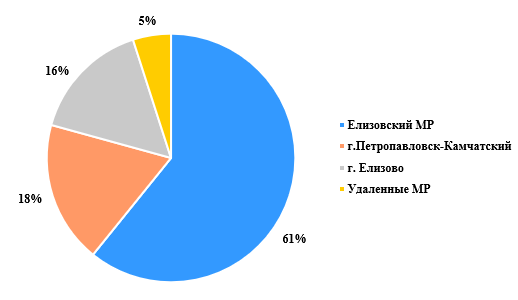 5%
16%
18%
61%
Елизовский МР
г.Петропавловск-Камчатский
г. Елизово
Удаленные МР